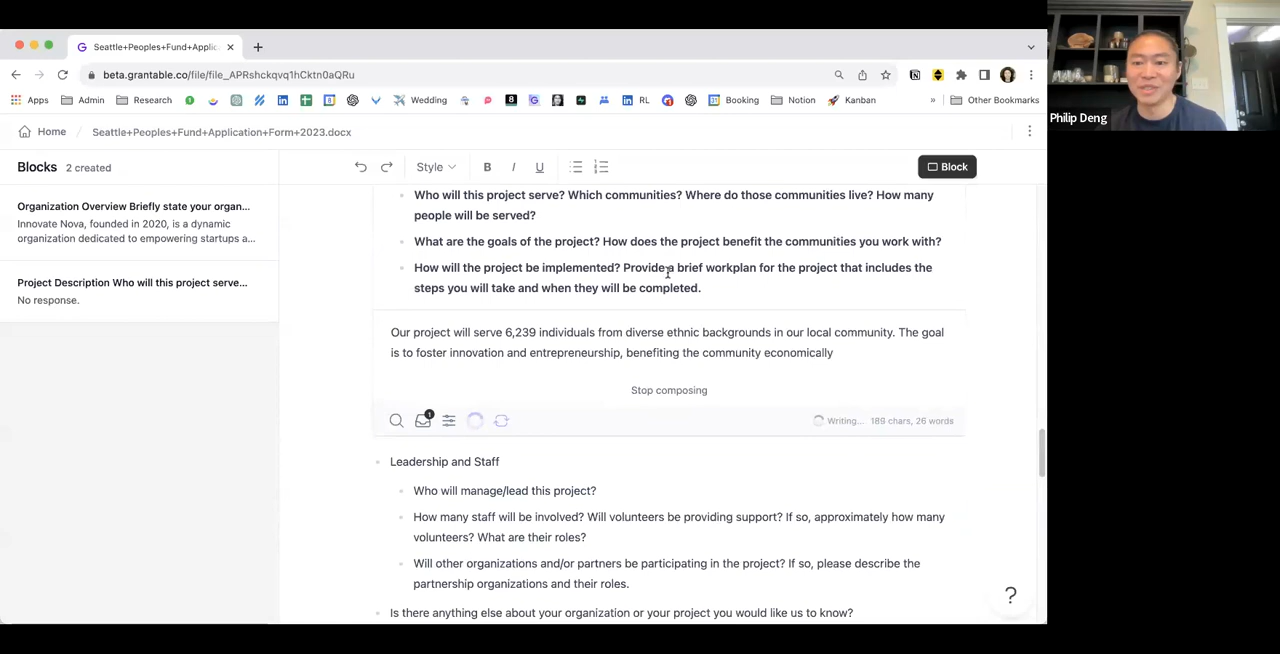 Seattle+Peoples+Fund+Applic
beta.grantable.co/file/file_APRshckqvq1hCktn0aQRu
Apps
Admin
Research
Wedding
RL
Booking
Notion
Kanban
»
Other Bookmarks
Philip Deng
Home / Seattle+Peoples+Fund+Application+Form+2023.docx
Blocks 2 created
Style B I U
Block
Organization Overview Briefly state your organ...
Innovate Nova, founded in 2020, is a dynamic
organization dedicated to empowering startups a...
Project Description Who will this project serve...
No response.
Who will this project serve? Which communities? Where do those communities live? How many
people will be served?
What are the goals of the project? How does the project benefit the communities you work with?
How will the project be implemented? Provide a brief workplan for the project that includes the
steps you will take and when they will be completed.
Our project will serve 6,239 individuals from diverse ethnic backgrounds in our local community. The goal
is to foster innovation and entrepreneurship, benefiting the community economically
Stop composing
1
Writing... 189 chars, 26 words
Leadership and Staff
Who will manage/lead this project?
How many staff will be involved? Will volunteers be providing support? If so, approximately how many
volunteers? What are their roles?
Will other organizations and/or partners be participating in the project? If so, please describe the
partnership organizations and their roles.
Is there anything else about your organization or your project you would like us to know?
?